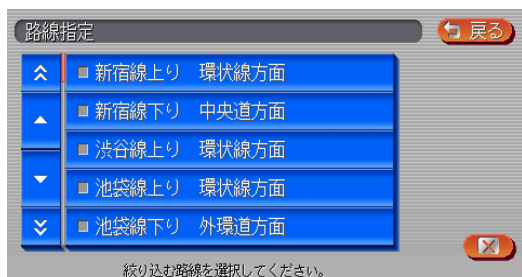 路線指定
戻る
新宿線上り 環状線方面
新宿線下り 中央道方面
渋谷線上り 環状線方面
池袋線上り 環状線方面
池袋線下り 外環道方面
絞り込む路線を選択してください。